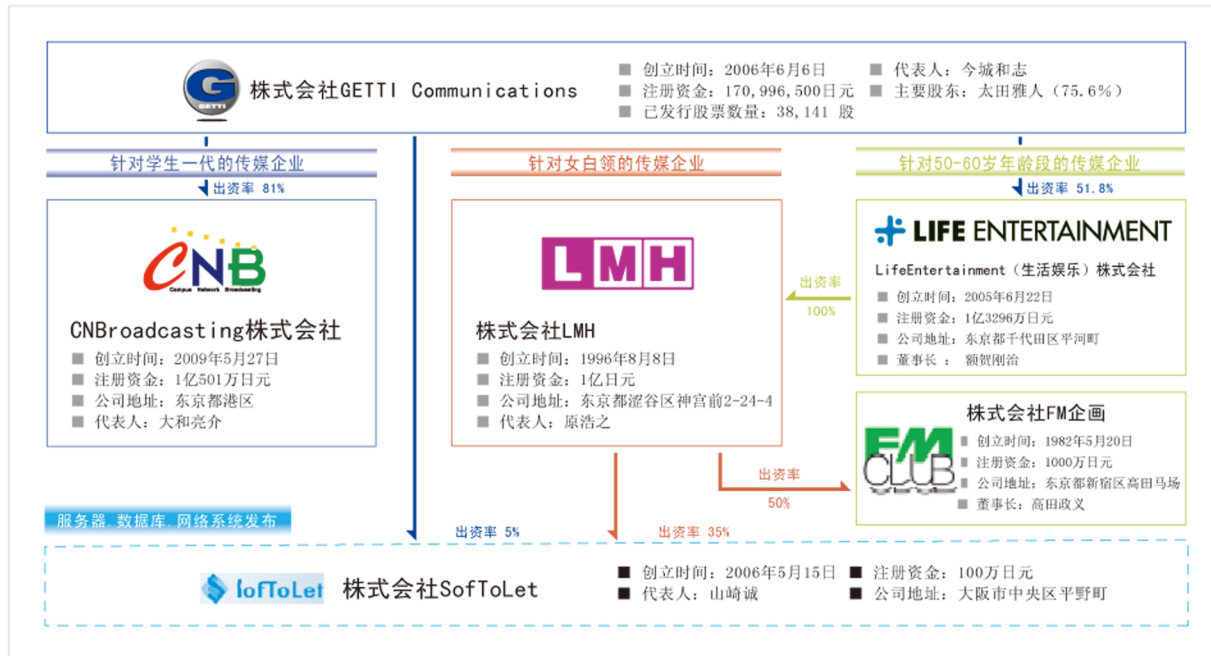 G
GETTI
株式会社GETTI Communications
■ 创立时间：2006年6月6日
■ 注册资金：170,996,500日元
■ 已发行股票数量：38,141 股
■ 代表人：今城和志
■ 主要股东：太田雅人（75.6%）
针对学生一代的传媒企业
出资率 81%
CNB
Campus Network Broadcasting
CNBroadcasting株式会社
■ 创立时间：2009年5月27日
■ 注册资金：1亿501万日元
■ 公司地址：东京都港区
■ 代表人：大和亮介
针对女白领的传媒企业
LMH
株式会社LMH
■ 创立时间：1996年8月8日
■ 注册资金：1亿日元
■ 公司地址：东京都涩谷区神宫前2-24-4
■ 代表人：原浩之
针对50-60岁年龄段的传媒企业
出资率 51.8%
LIFE ENTERTAINMENT
LifeEntertainment（生活娱乐）株式会社
■ 创立时间：2005年6月22日
■ 注册资金：1亿3296万日元
■ 公司地址：东京都千代田区平河町
■ 董事长 ： 额贺刚治
出资率
100%
株式会社FM企画
FM
CLUB
■ 创立时间：1982年5月20日
■ 注册资金：1000万日元
■ 公司地址：东京都新宿区高田马场
■ 董事长：高田政义
出资率
50%
服务器.数据库.网络系统发布
出资率 5%
出资率 35%
SofToLet
株式会社SofToLet
■ 创立时间：2006年5月15日
■ 代表人：山崎诚
■ 注册资金：100万日元
■ 公司地址：大阪市中央区平野町